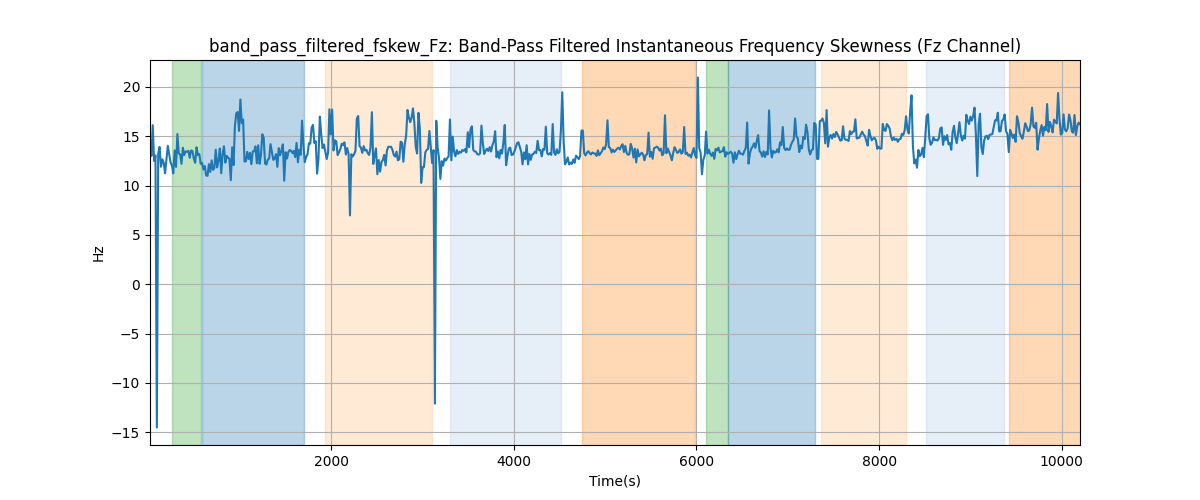 band_pass_filtered_fskew_Fz: Band-Pass Filtered Instantaneous Frequency Skewness (Fz Channel)
20
15
10
5
0
−5
−10
−15
Hz
2000 4000 6000 8000 10000
Time(s)